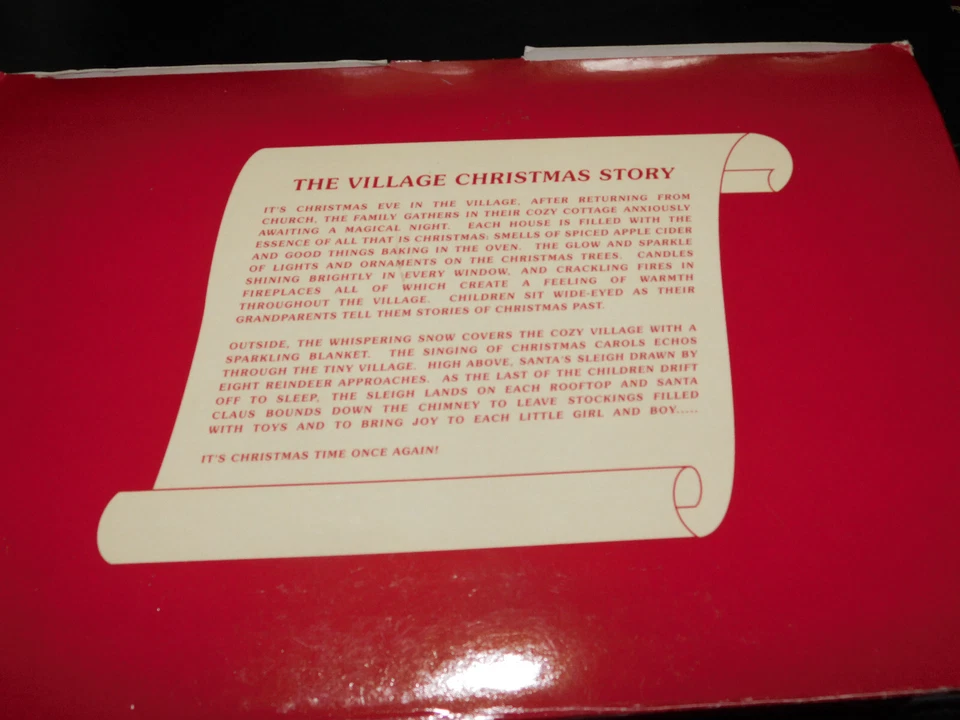 THE VILLAGE CHRISTMAS STORY
IT'S CHRISTMAS EVE IN THE VILLAGE, AFTER RETURNING FROM
CHURCH, THE FAMILY GATHERS IN THEIR COZY COTTAGE ANXIOUSLY
AWAITING A MAGICAL NIGHT. EACH HOUSE IS FILLED WITH THE
ESSENCE OF ALL THAT IS CHRISTMAS; SMELLS OF SPICED APPLE CIDER
AND GOOD THINGS BAKING IN THE OVEN. THE GLOW AND SPARKLE
OF LIGHTS AND ORNAMENTS ON THE CHRISTMAS TREES. CANDLES
SHINING BRIGHTLY IN EVERY WINDOW, AND CRACKLING FIRES IN
FIREPLACES ALL OF WHICH CREATE A FEELING OF WARMTH
THROUGHOUT THE VILLAGE. CHILDREN SIT WIDE-EYED AS THEIR
GRANDPARENTS TELL THEM STORIES OF CHRISTMAS PAST.
OUTSIDE, THE WHISPERING SNOW COVERS THE COZY VILLAGE WITH A
SPARKLING BLANKET. THE SINGING OF CHRISTMAS CAROLS ECHOS
THROUGH THE TINY VILLAGE. HIGH ABOVE, SANTA'S SLEIGH DRAWN BY
EIGHT REINDEER APPROACHES. AS THE LAST OF THE CHILDREN DRIFT
OFF TO SLEEP, THE SLEIGH LANDS ON EACH ROOFTOP AND SANTA
CLAUS BOUNDS DOWN THE CHIMNEY TO LEAVE STOCKINGS FILLED
WITH TOYS AND TO BRING JOY TO EACH LITTLE GIRL AND BOY.....
IT'S CHRISTMAS TIME ONCE AGAIN!